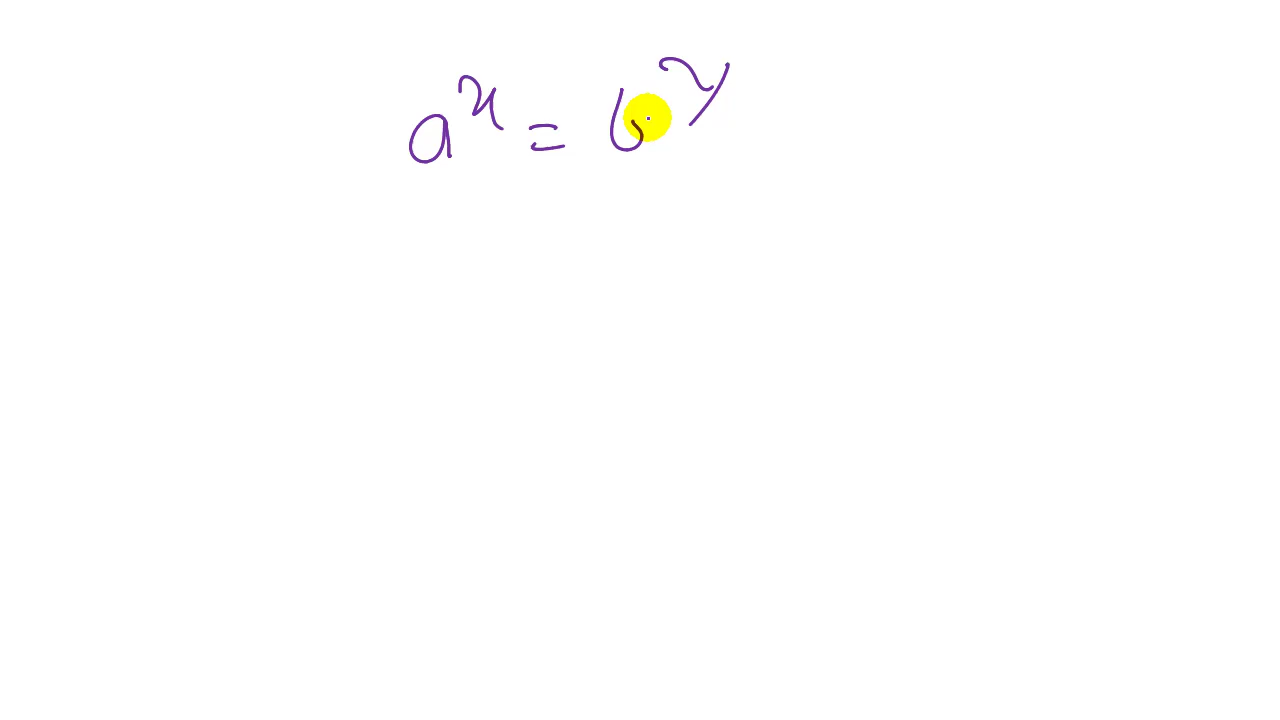 a^x = b^y